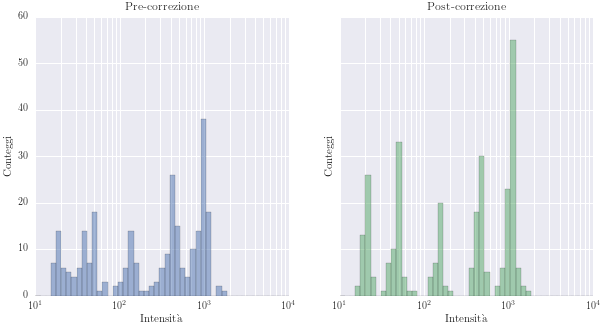 Pre-correzione
Post-correzione
60
50
40
30
20
10
0
Conteggi
Conteggi
10¹
10²
10³
10⁴
10¹
10²
10³
10⁴
Intensità
Intensità